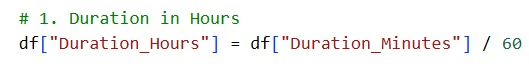 # 1. Duration in Hours
df["Duration_Hours"] = df["Duration_Minutes"] / 60